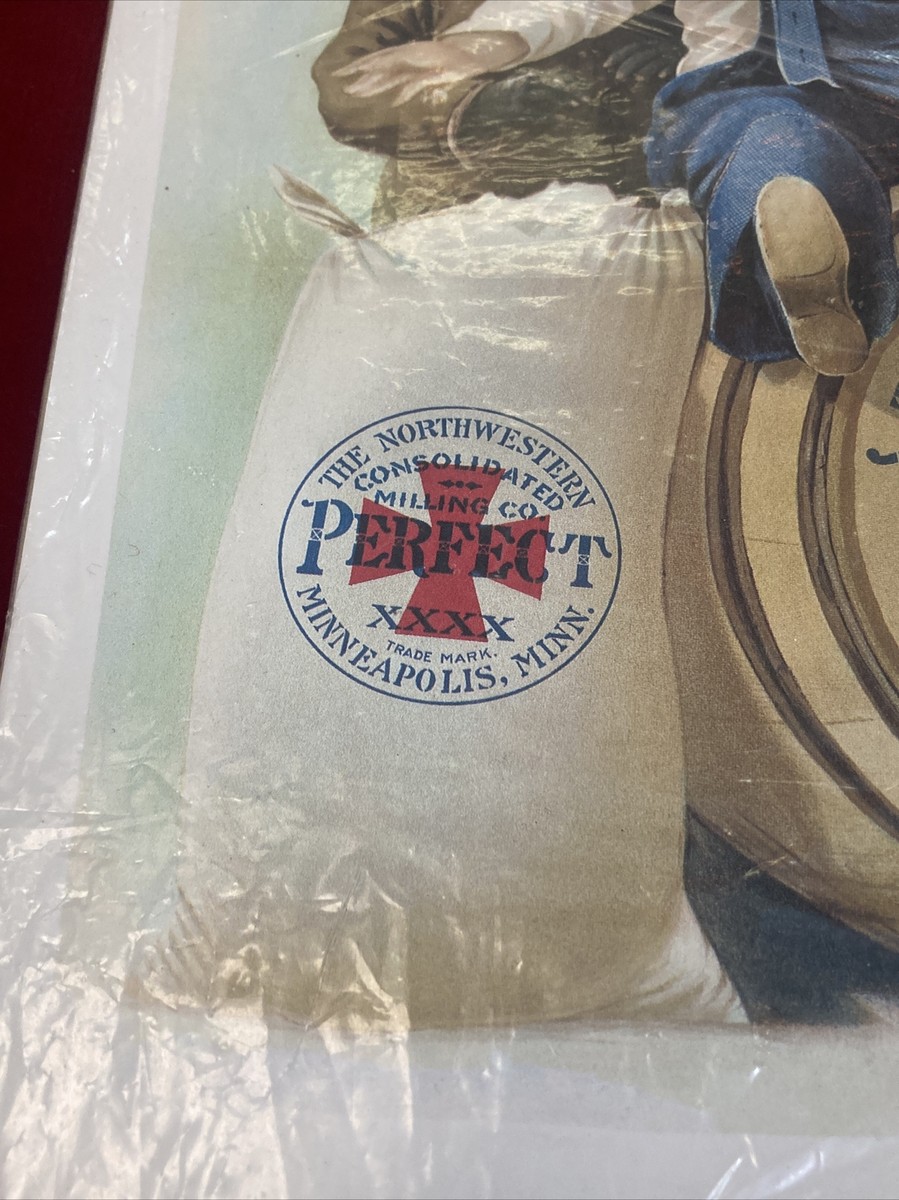 THE NORTHWESTERN
CONSOLIDATED
MILLING CO.
PERFECT
XXXX
TRADE MARK.
MINNEAPOLIS, MINN.